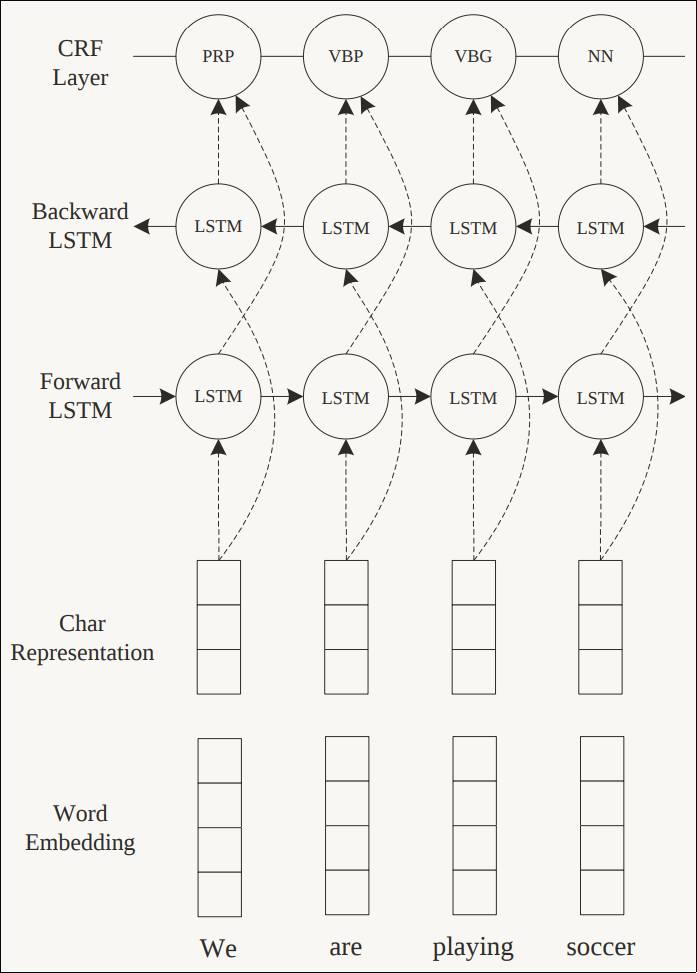 CRF
Layer
PRP
VBP
VBG
NN
Backward
LSTM
LSTM
LSTM
LSTM
LSTM
Forward
LSTM
LSTM
LSTM
LSTM
LSTM
Char
Representation
Word
Embedding
We
are
playing
soccer